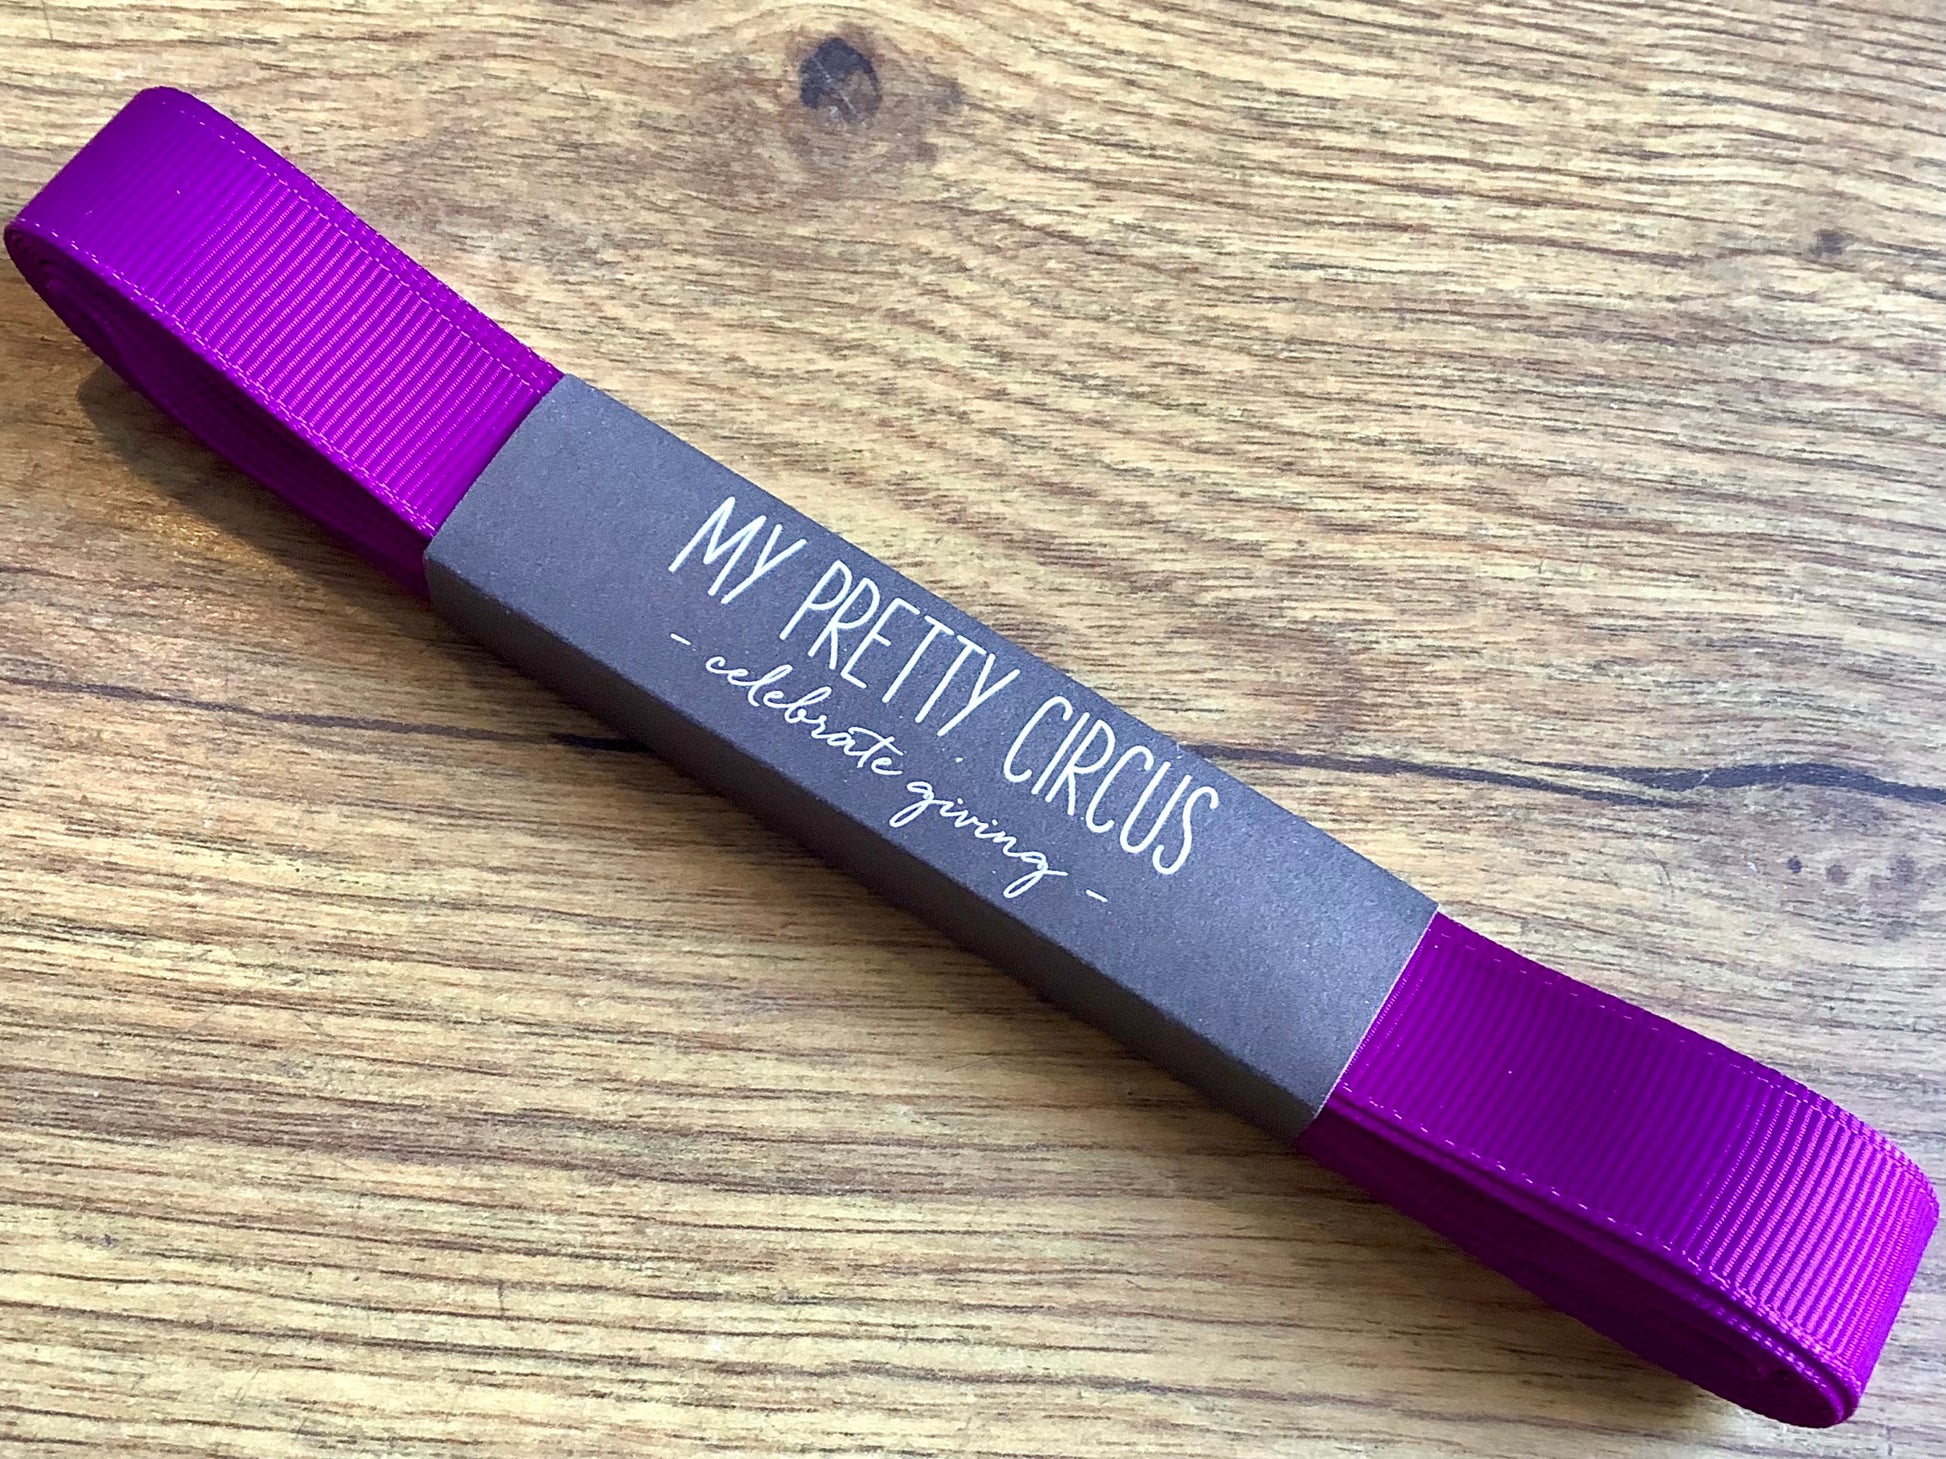 MY PRETTY CIRCUS
- celebrate giving -